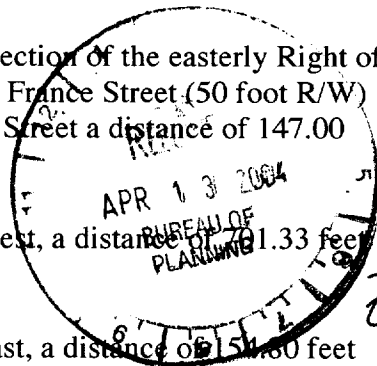 ection of the easterly Right of
France Street (50 foot R/W)
Street a distance of 147.00
APR 13 2004
BUREAU OF
PLANNING
est, a distance of 701.33 feet
ast, a distance of 154.80 feet